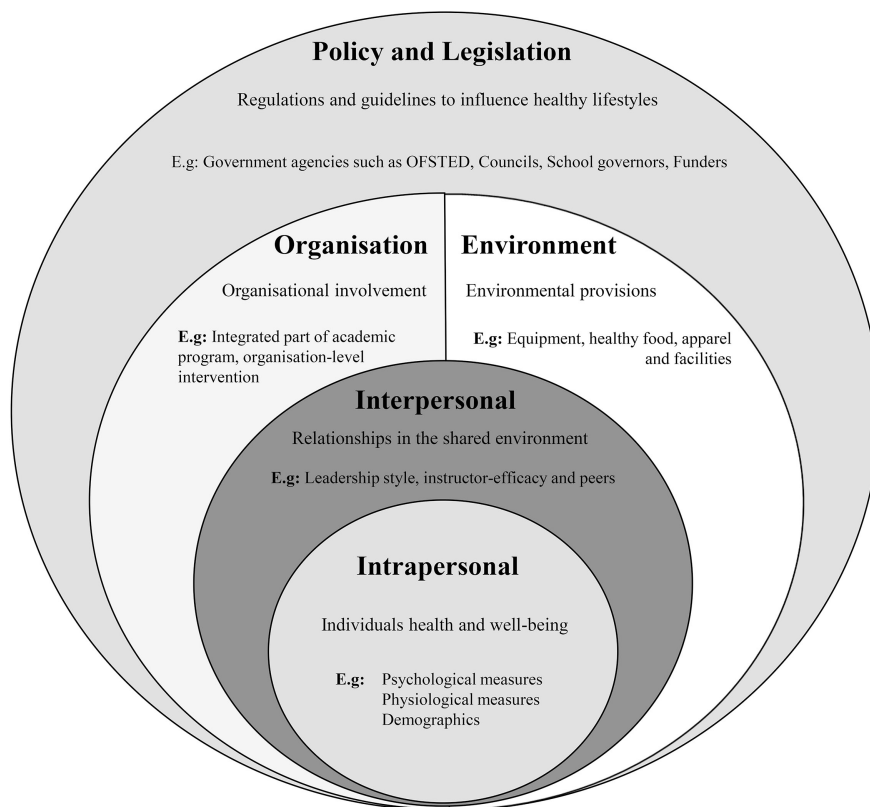 Policy and Legislation
Regulations and guidelines to influence healthy lifestyles
E.g: Government agencies such as OFSTED, Councils, School governors, Funders
Organisation
Organisational involvement
E.g: Integrated part of academic
program, organisation-level
intervention
Environment
Environmental provisions
E.g: Equipment, healthy food, apparel
and facilities
Interpersonal
Relationships in the shared environment
E.g: Leadership style, instructor-efficacy and peers
Intrapersonal
Individuals health and well-being
E.g: Psychological measures
Physiological measures
Demographics